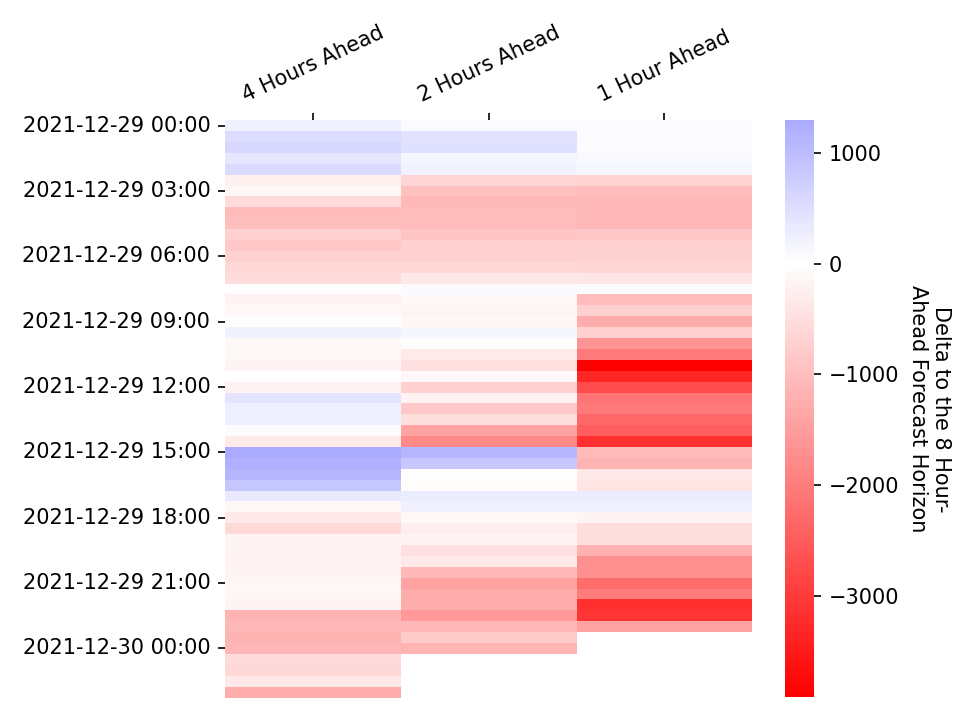 4 Hours Ahead
2 Hours Ahead
1 Hour Ahead
2021-12-29 00:00
2021-12-29 03:00
2021-12-29 06:00
2021-12-29 09:00
2021-12-29 12:00
2021-12-29 15:00
2021-12-29 18:00
2021-12-29 21:00
2021-12-30 00:00
1000
0
−1000
−2000
−3000
Delta to the 8 Hour-
Ahead Forecast Horizon